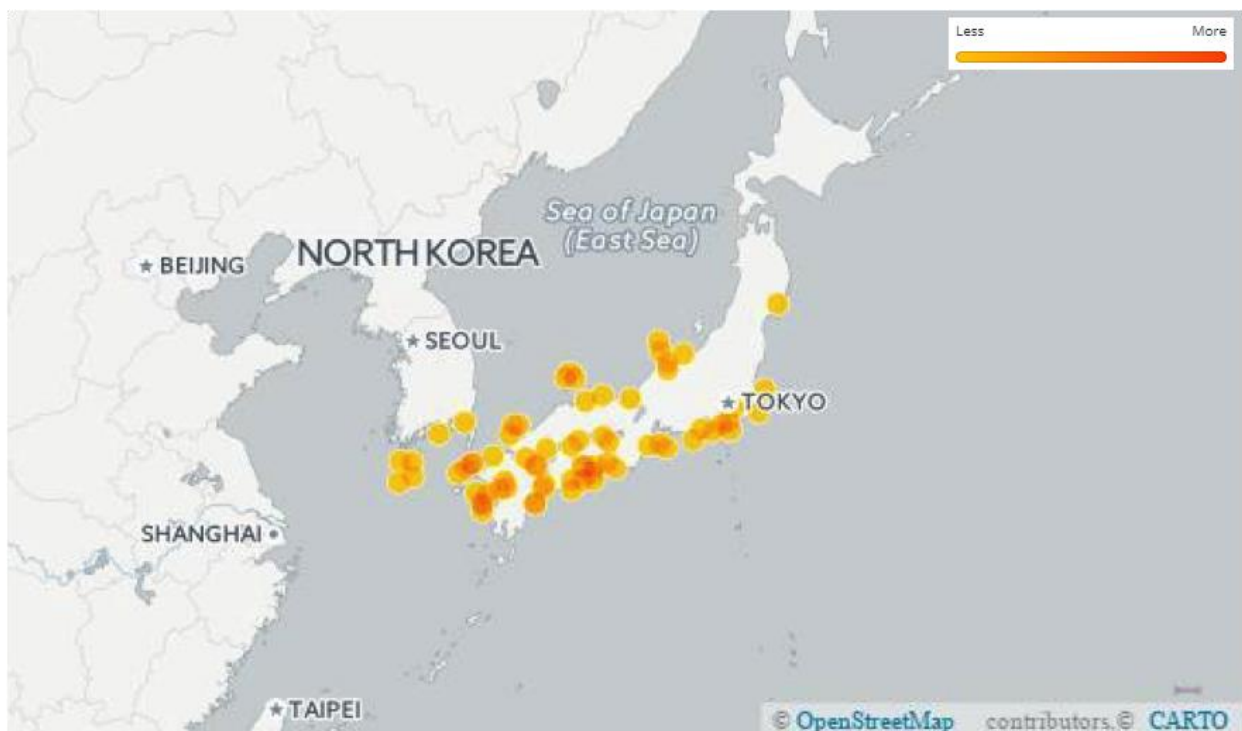 Less More
Sea of Japan
(East Sea)
NORTH KOREA
BEIJING
SEOUL
TOKYO
SHANGHAI
TAIPEI
© OpenStreetMap contributors.© CARTO